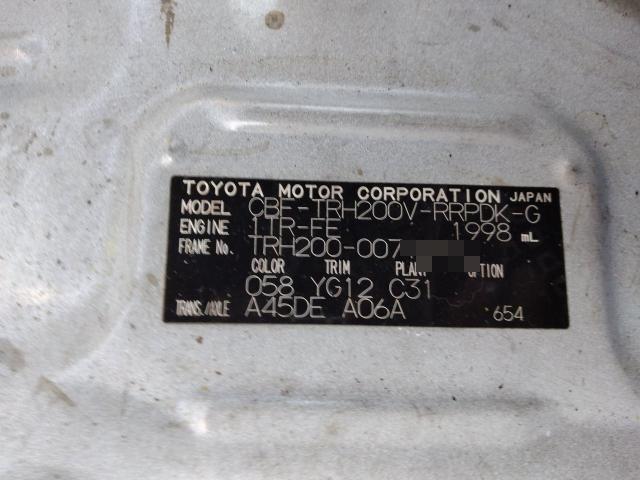 TOYOTA MOTOR CORPORATION JAPAN
MODEL CBF-TRH200V-RRPDK-G
ENGINE 1TR-FE 1998 mL
FRAME No. TRH200-007
COLOR TRIM PLANT OPTION
058 YG12 C31
TRANS./AXLE A45DE A06A 654